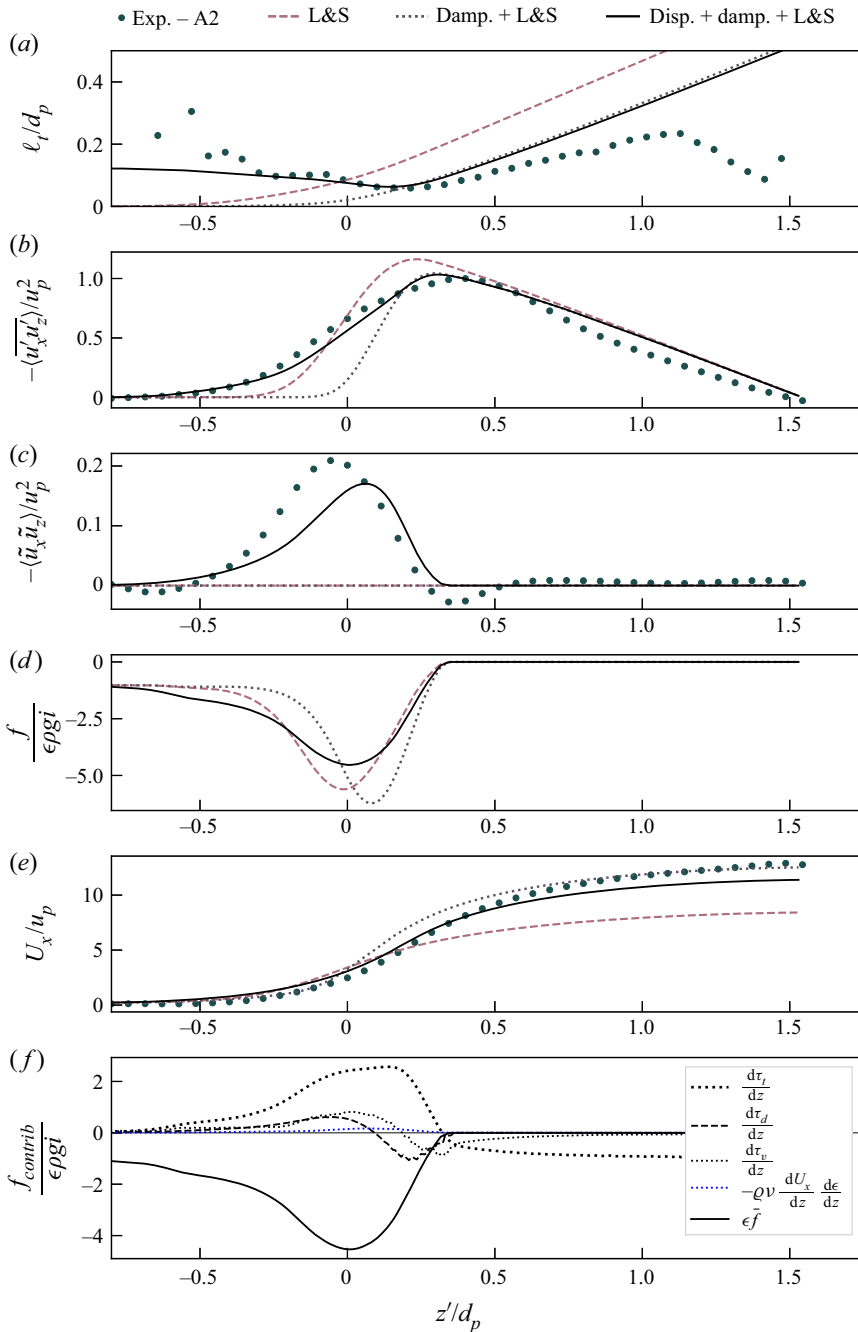 Exp. – A2 L&S Damp. + L&S Disp. + damp. + L&S
(a)
ℓ_t/d_p
0.4
0.2
0
–0.5 0 0.5 1.0 1.5
(b)
–⟨\overline{u′_x u′_z}⟩/u_p^2
1.0
0.5
0
–0.5 0 0.5 1.0 1.5
(c)
–⟨ũ_x ũ_z⟩/u_p^2
0.2
0.1
0
–0.5 0 0.5 1.0 1.5
(d)
f
ϵρgi
0
–2.5
–5.0
–0.5 0 0.5 1.0 1.5
(e)
U_x/u_p
10
5
0
–0.5 0 0.5 1.0 1.5
(f)
f_contrib
ϵρgi
2
0
–2
–4
dτ_t
dz
dτ_d
dz
dτ_v
dz
–ϱν dU_x/dz dϵ/dz
ϵf̄
–0.5 0 0.5 1.0 1.5
z′/d_p